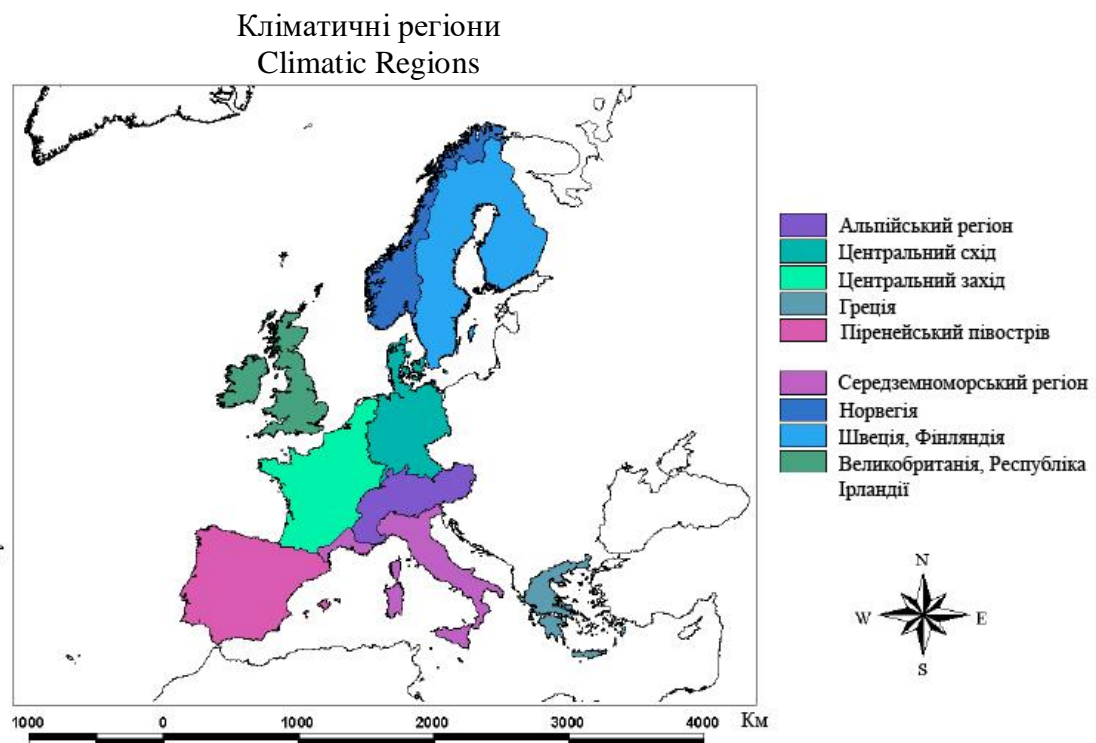 Кліматичні регіони
Climatic Regions
Альпійський регіон
Центральний схід
Центральний захід
Греція
Піренейський півострів
Середземноморський регіон
Норвегія
Швеція, Фінляндія
Великобританія, Республіка
Ірландії
N
W E
S
1000 0 1000 2000 3000 4000 Км